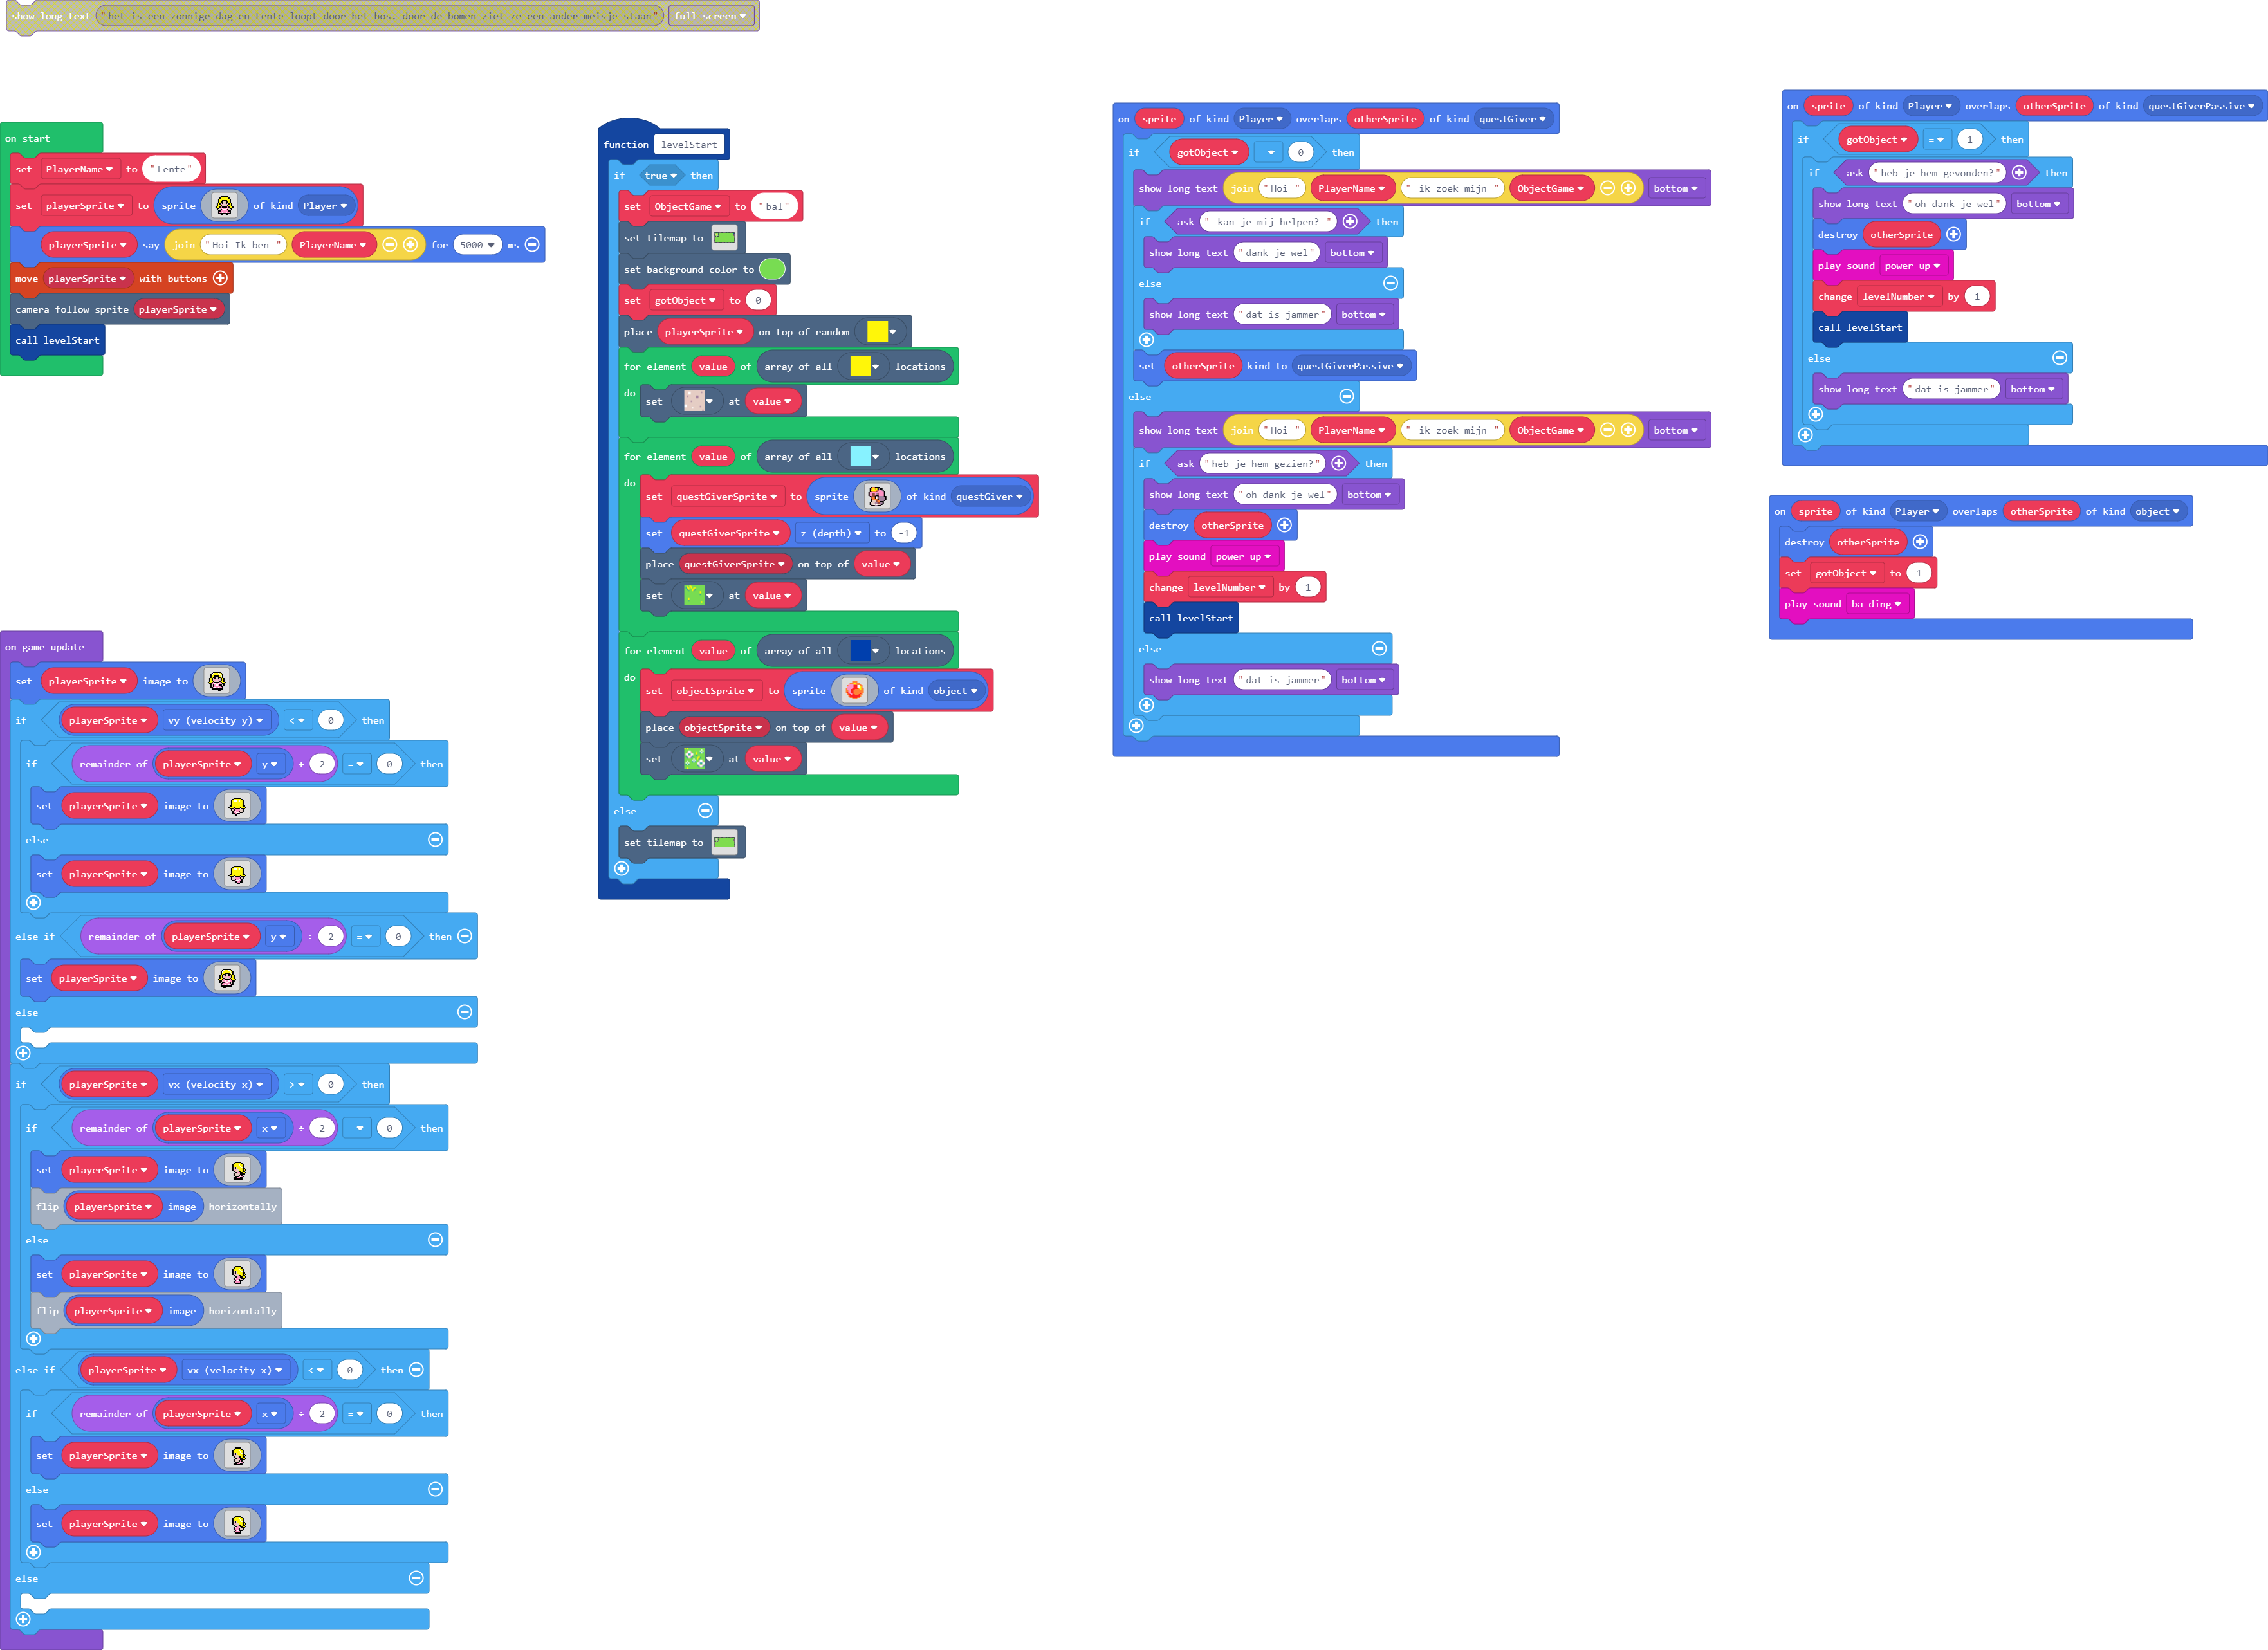 show long text "het is een zonnige dag en Lente loopt door het bos. door de bomen ziet ze een ander meisje staan" full screen
on start
set PlayerName to "Lente"
set playerSprite to sprite of kind Player
playerSprite say join "Hoi Ik ben " PlayerName for 5000 ms
move playerSprite with buttons
camera follow sprite playerSprite
call levelStart
on game update
set playerSprite image to
if playerSprite vy (velocity y) < 0 then
if remainder of playerSprite y ÷ 2 = 0 then
set playerSprite image to
else
set playerSprite image to
else if remainder of playerSprite y ÷ 2 = 0 then
set playerSprite image to
else
if playerSprite vx (velocity x) > 0 then
if remainder of playerSprite x ÷ 2 = 0 then
set playerSprite image to
flip playerSprite image horizontally
else
set playerSprite image to
flip playerSprite image horizontally
else if playerSprite vx (velocity x) < 0 then
if remainder of playerSprite x ÷ 2 = 0 then
set playerSprite image to
else
set playerSprite image to
else
function levelStart
if true then
set ObjectGame to "bal"
set tilemap to
set background color to
set gotObject to 0
place playerSprite on top of random
for element value of array of all locations
do set at value
for element value of array of all locations
do set questGiverSprite to sprite of kind questGiver
set questGiverSprite z (depth) to -1
place questGiverSprite on top of value
set at value
for element value of array of all locations
do set objectSprite to sprite of kind object
place objectSprite on top of value
set at value
else
set tilemap to
on sprite of kind Player overlaps otherSprite of kind questGiver
if gotObject = 0 then
show long text join "Hoi " PlayerName " ik zoek mijn " ObjectGame bottom
if ask " kan je mij helpen? " then
show long text "dank je wel" bottom
else
show long text "dat is jammer" bottom
set otherSprite kind to questGiverPassive
else
show long text join "Hoi " PlayerName " ik zoek mijn " ObjectGame bottom
if ask "heb je hem gezien?" then
show long text "oh dank je wel" bottom
destroy otherSprite
play sound power up
change levelNumber by 1
call levelStart
else
show long text "dat is jammer" bottom
on sprite of kind Player overlaps otherSprite of kind questGiverPassive
if gotObject = 1 then
if ask "heb je hem gevonden?" then
show long text "oh dank je wel" bottom
destroy otherSprite
play sound power up
change levelNumber by 1
call levelStart
else
show long text "dat is jammer" bottom
on sprite of kind Player overlaps otherSprite of kind object
destroy otherSprite
set gotObject to 1
play sound ba ding